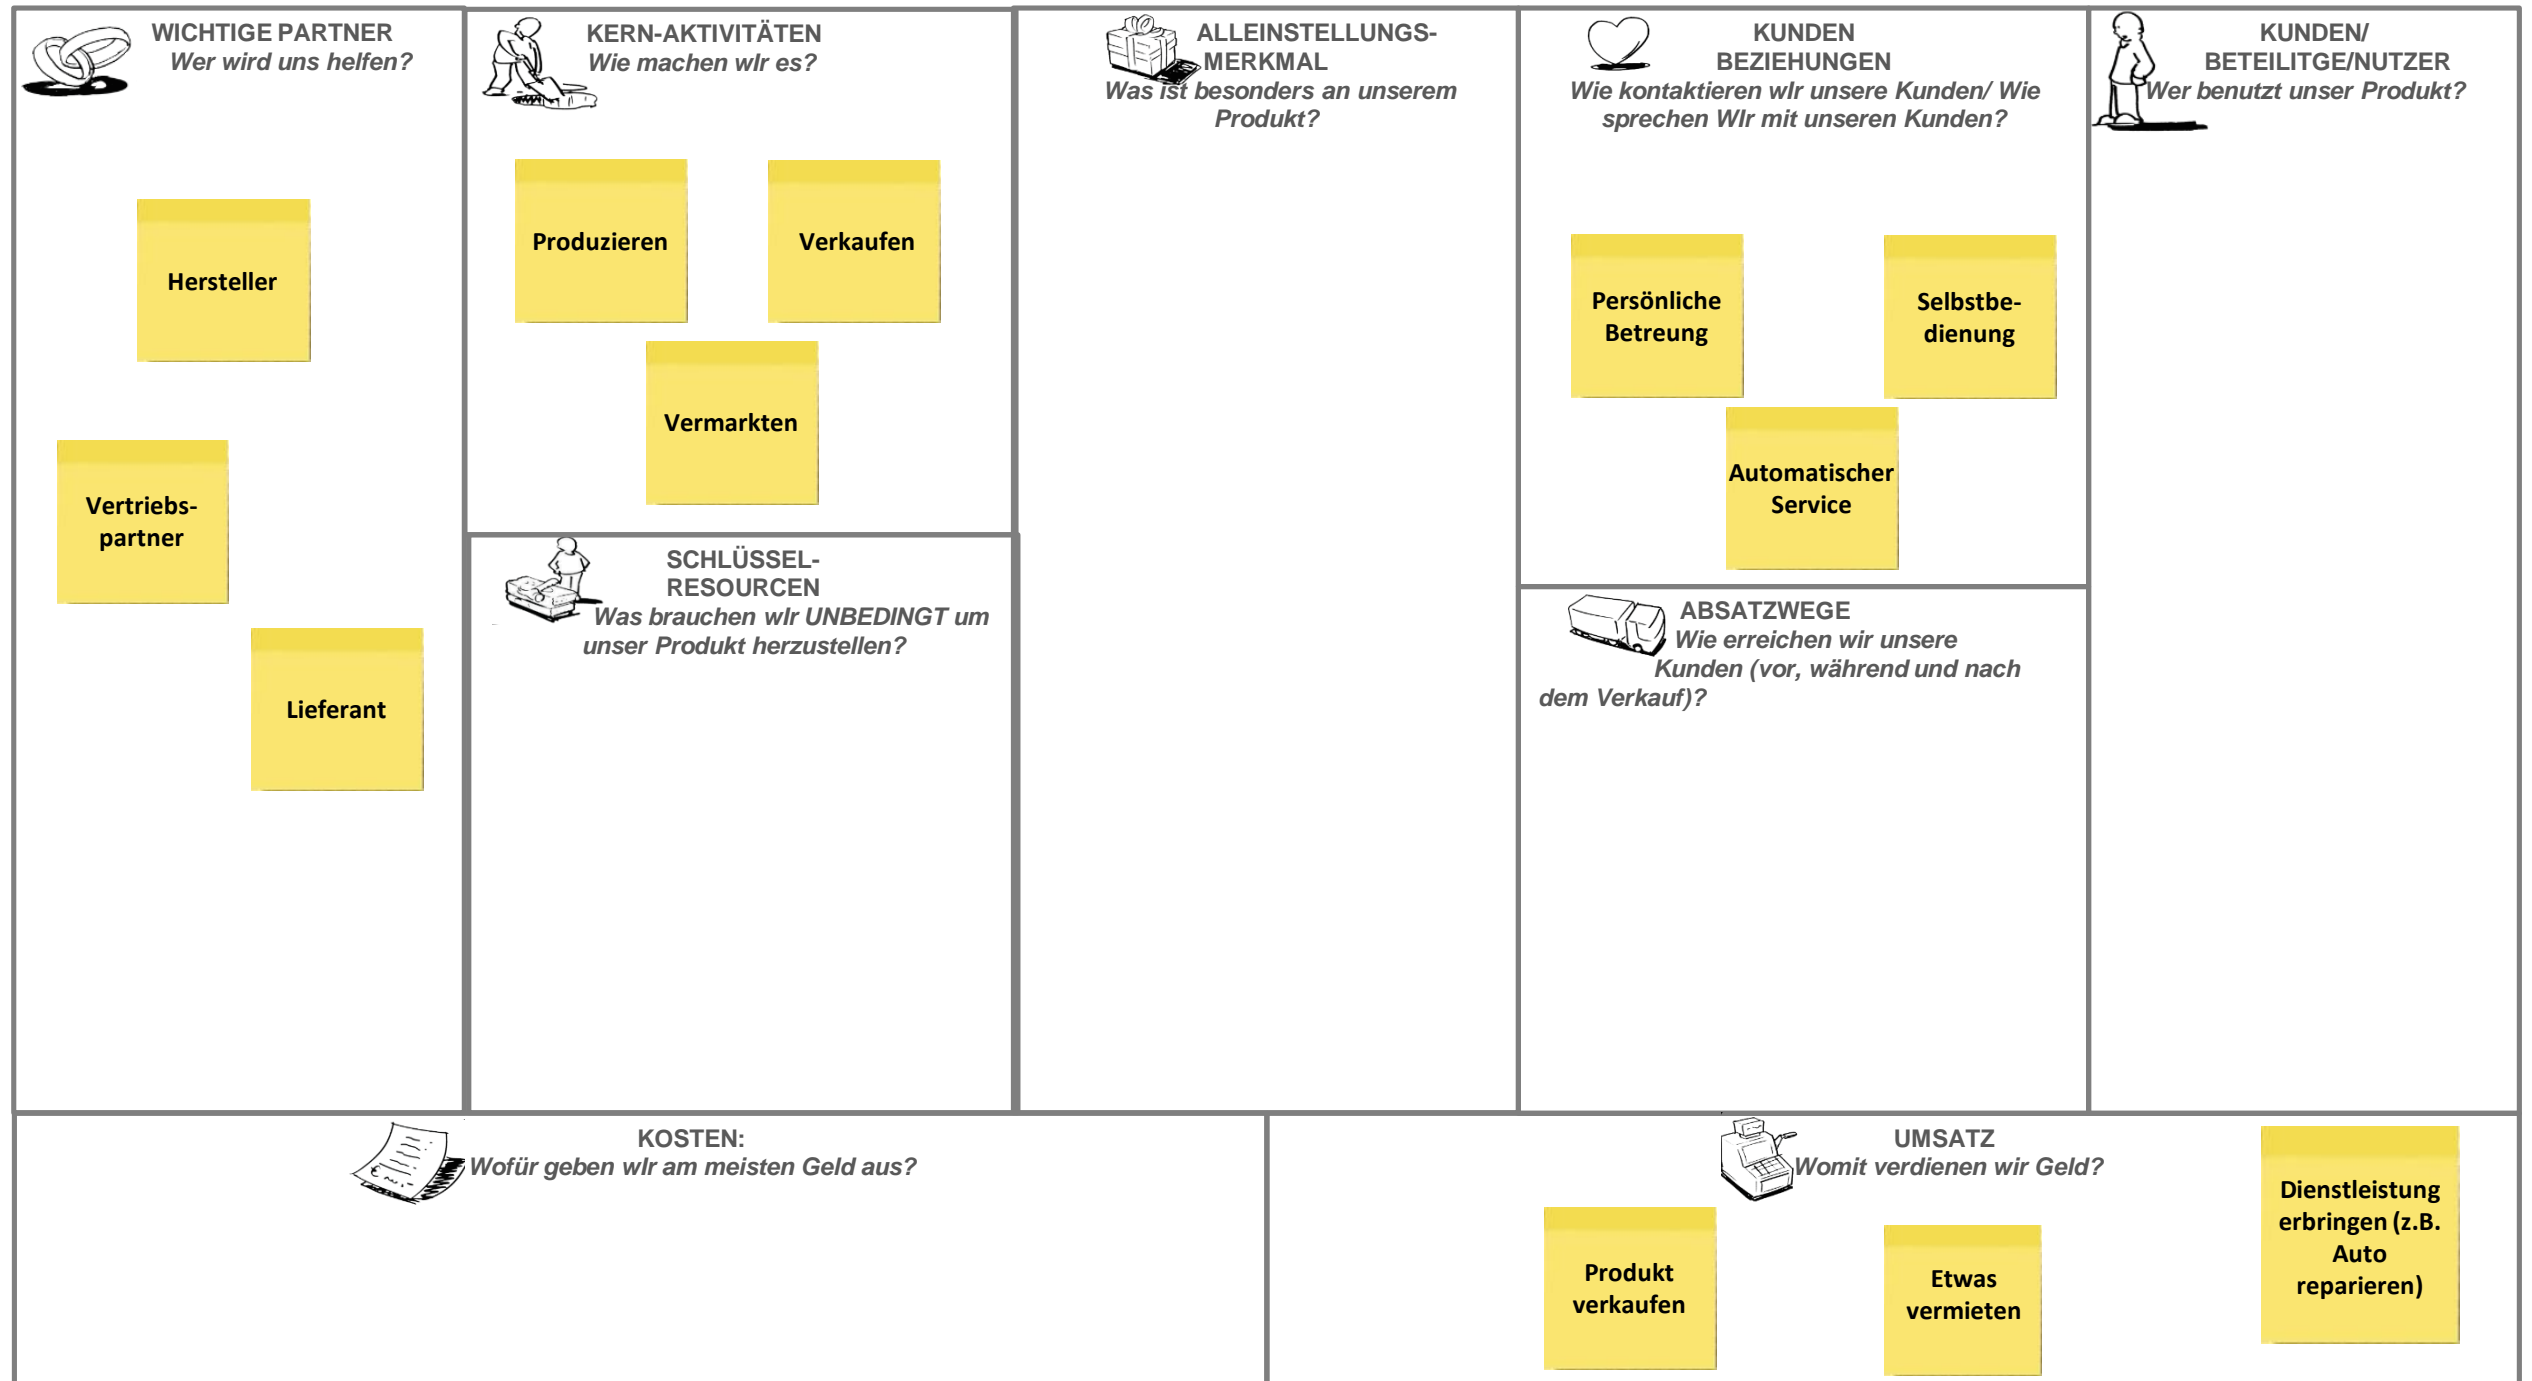 WICHTIGE PARTNER
Wer wird uns helfen?
Hersteller
Vertriebs-
partner
Lieferant
KERN-AKTIVITÄTEN
Wie machen wIr es?
Produzieren
Verkaufen
Vermarkten
SCHLÜSSEL-
RESOURCEN
Was brauchen wIr UNBEDINGT um
unser Produkt herzustellen?
ALLEINSTELLUNGS-
MERKMAL
Was ist besonders an unserem
Produkt?
KUNDEN
BEZIEHUNGEN
Wie kontaktieren wIr unsere Kunden/ Wie
sprechen WIr mit unseren Kunden?
Persönliche
Betreung
Selbstbe-
dienung
Automatischer
Service
ABSATZWEGE
Wie erreichen wir unsere
Kunden (vor, während und nach
dem Verkauf)?
KUNDEN/
BETEILITGE/NUTZER
Wer benutzt unser Produkt?
KOSTEN:
Wofür geben wIr am meisten Geld aus?
UMSATZ
Womit verdienen wir Geld?
Produkt
verkaufen
Etwas
vermieten
Dienstleistung
erbringen (z.B.
Auto
reparieren)